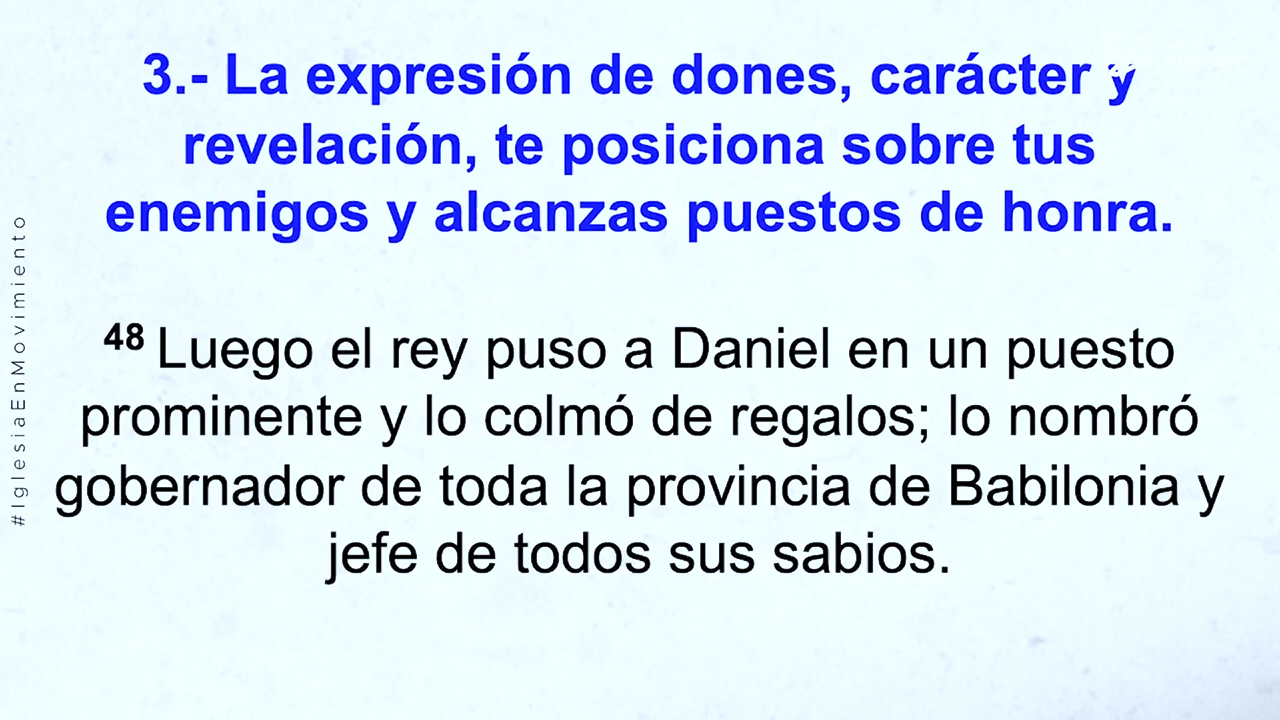 3.- La expresión de dones, carácter y
revelación, te posiciona sobre tus
enemigos y alcanzas puestos de honra.
48 Luego el rey puso a Daniel en un puesto
prominente y lo colmó de regalos; lo nombró
gobernador de toda la provincia de Babilonia y
jefe de todos sus sabios.
#IglesiaEnMovimiento